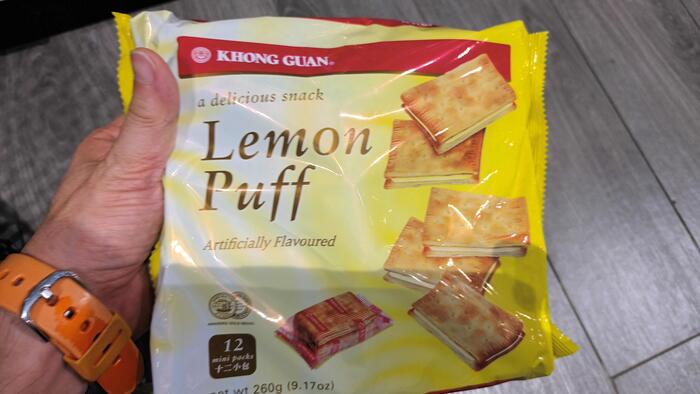 KHONG GUAN®
a delicious snack
Lemon
Puff
Artificially Flavoured
12
mini packs
十二小包
net wt 260g (9.17oz)